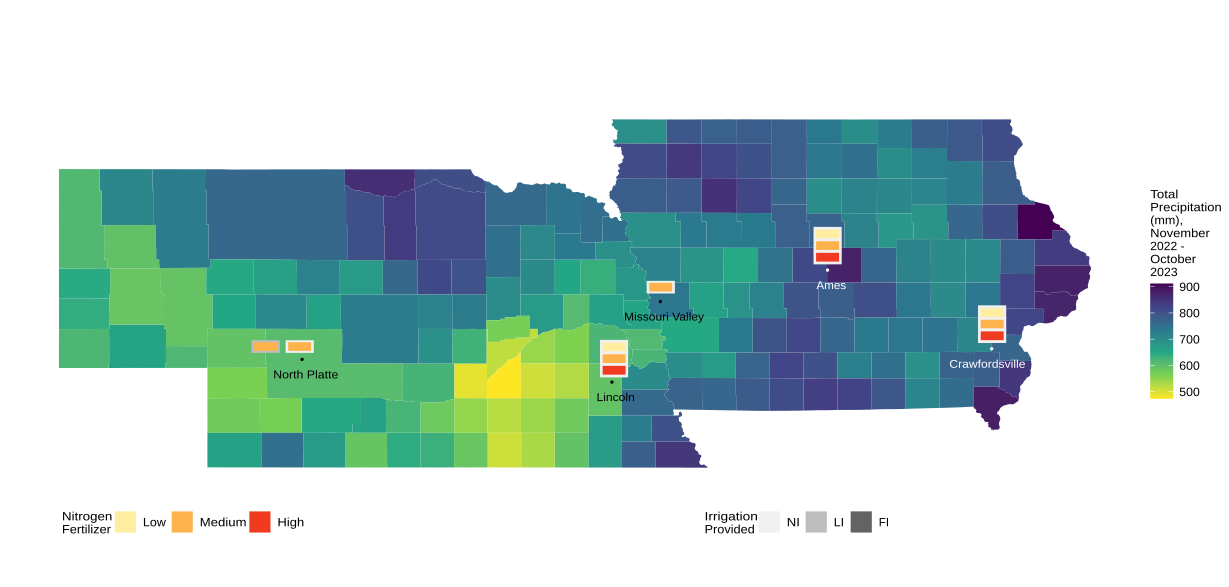 Total
Precipitation
(mm),
November
2022 -
October
2023
900
800
700
600
500
Ames
Missouri Valley
Crawfordsville
North Platte
Lincoln
Nitrogen
Fertilizer
Low
Medium
High
Irrigation
Provided
NI
LI
FI